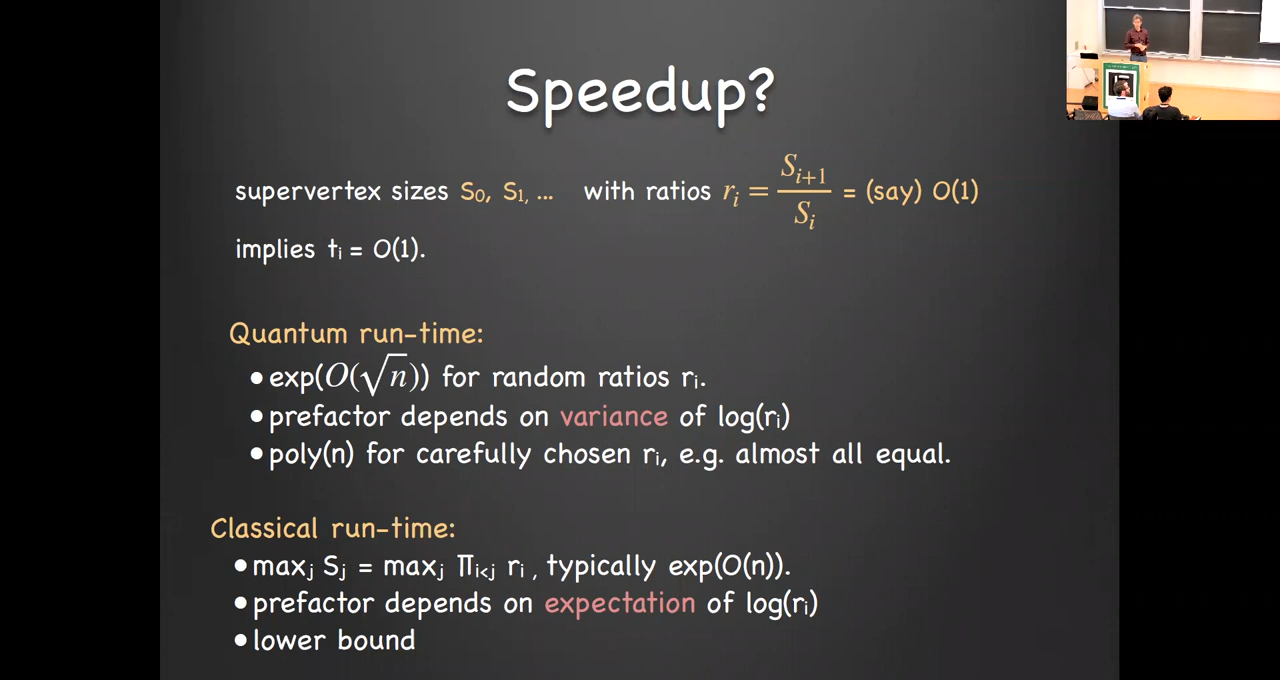 Speedup?
supervertex sizes S₀, S₁, ... with ratios rᵢ = Sᵢ₊₁ / Sᵢ = (say) O(1)
implies tᵢ = O(1).
Quantum run-time:
• exp(O(√n)) for random ratios rᵢ.
• prefactor depends on variance of log(rᵢ)
• poly(n) for carefully chosen rᵢ, e.g. almost all equal.
Classical run-time:
• maxⱼ Sⱼ = maxⱼ Π_{i<j} rᵢ , typically exp(O(n)).
• prefactor depends on expectation of log(rᵢ)
• lower bound